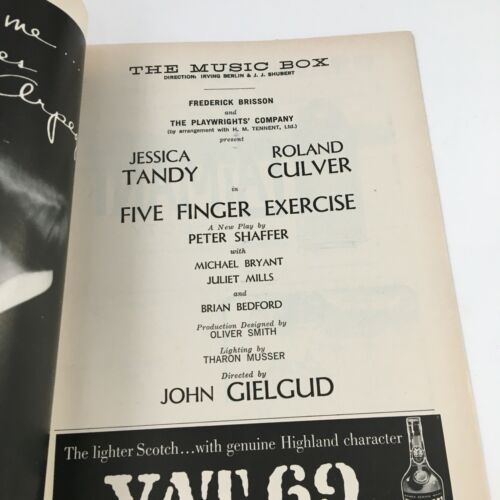 me...
THE MUSIC BOX
DIRECTION: IRVING BERLIN & J. J. SHUBERT
FREDERICK BRISSON
and
THE PLAYWRIGHTS' COMPANY
(by arrangement with H. M. TENNENT, Ltd.)
present
JESSICA ROLAND
TANDY CULVER
in
FIVE FINGER EXERCISE
A New Play by
PETER SHAFFER
with
MICHAEL BRYANT
JULIET MILLS
and
BRIAN BEDFORD
Production Designed by
OLIVER SMITH
Lighting by
THARON MUSSER
Directed by
JOHN GIELGUD
The lighter Scotch...with genuine Highland character
VAT 69